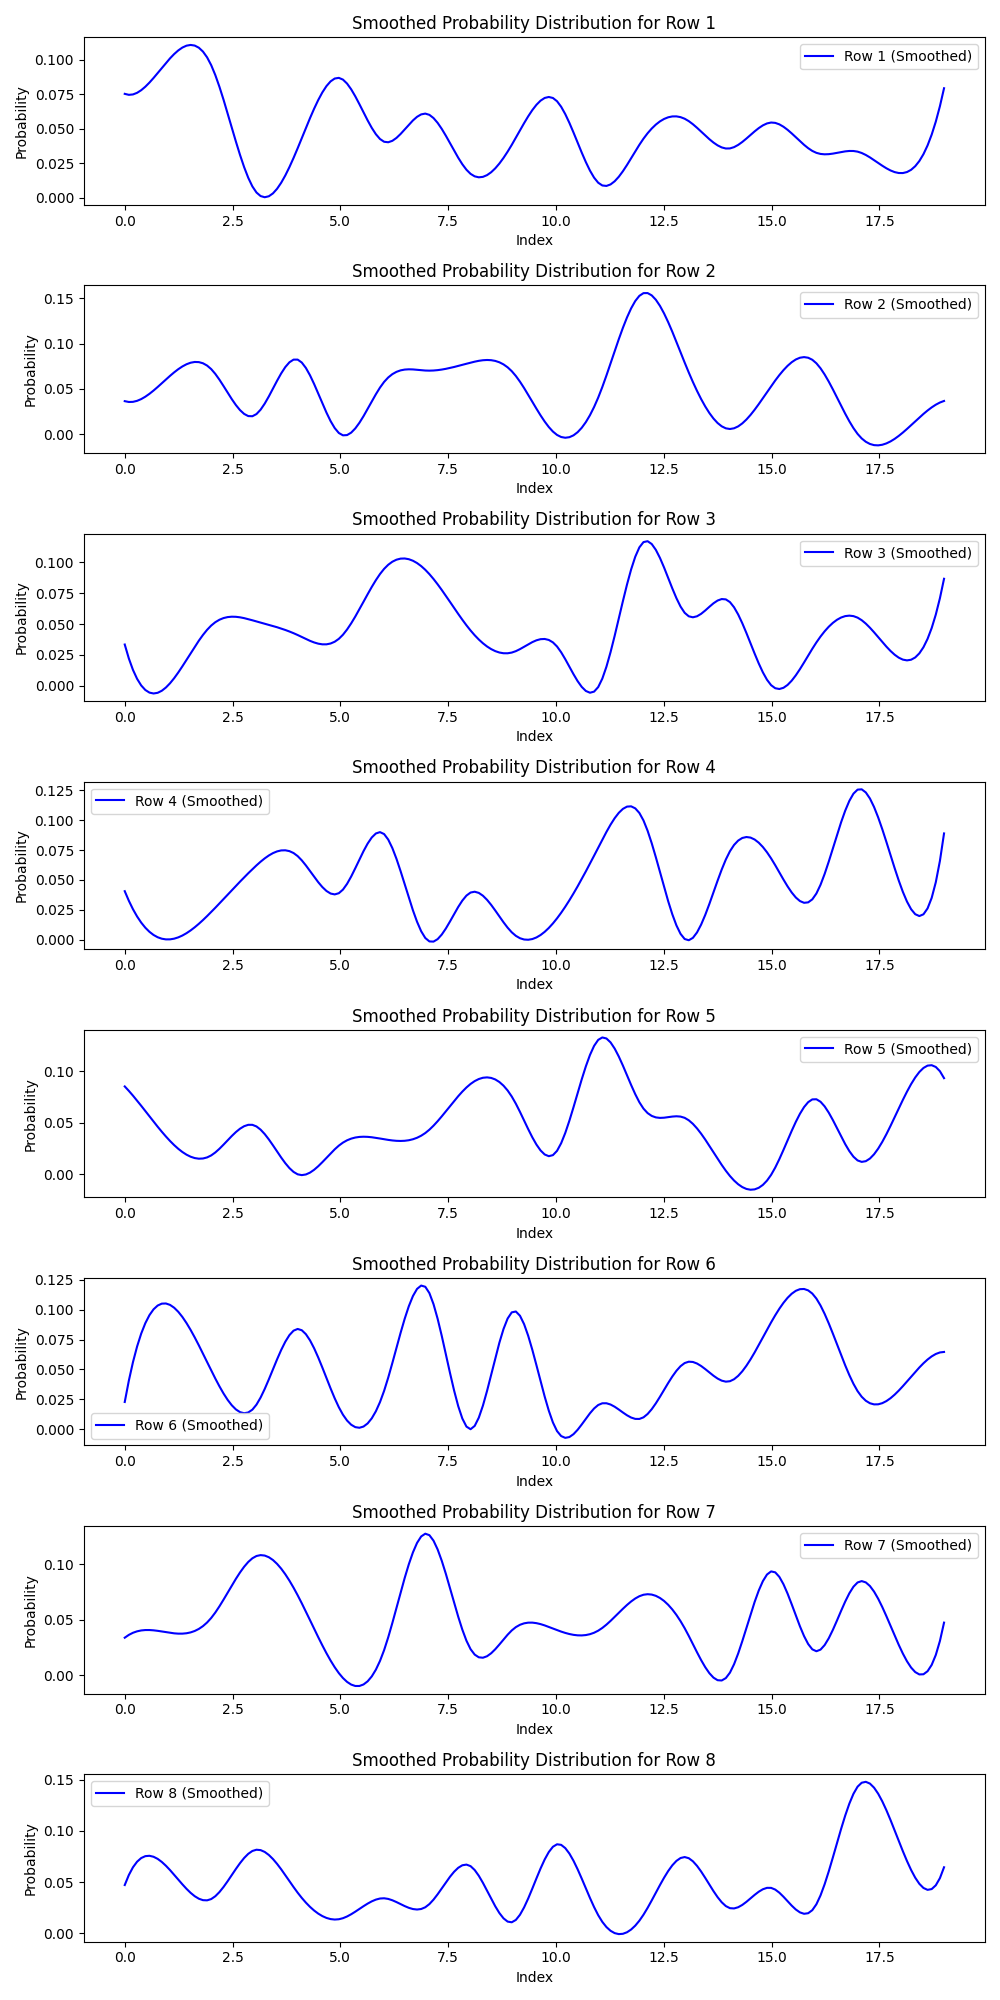 Smoothed Probability Distribution for Row 1
Row 1 (Smoothed)
Probability
0.100
0.075
0.050
0.025
0.000
0.0 2.5 5.0 7.5 10.0 12.5 15.0 17.5
Index
Smoothed Probability Distribution for Row 2
Row 2 (Smoothed)
Probability
0.15
0.10
0.05
0.00
0.0 2.5 5.0 7.5 10.0 12.5 15.0 17.5
Index
Smoothed Probability Distribution for Row 3
Row 3 (Smoothed)
Probability
0.100
0.075
0.050
0.025
0.000
0.0 2.5 5.0 7.5 10.0 12.5 15.0 17.5
Index
Smoothed Probability Distribution for Row 4
Row 4 (Smoothed)
Probability
0.125
0.100
0.075
0.050
0.025
0.000
0.0 2.5 5.0 7.5 10.0 12.5 15.0 17.5
Index
Smoothed Probability Distribution for Row 5
Row 5 (Smoothed)
Probability
0.10
0.05
0.00
0.0 2.5 5.0 7.5 10.0 12.5 15.0 17.5
Index
Smoothed Probability Distribution for Row 6
Row 6 (Smoothed)
Probability
0.125
0.100
0.075
0.050
0.025
0.000
0.0 2.5 5.0 7.5 10.0 12.5 15.0 17.5
Index
Smoothed Probability Distribution for Row 7
Row 7 (Smoothed)
Probability
0.10
0.05
0.00
0.0 2.5 5.0 7.5 10.0 12.5 15.0 17.5
Index
Smoothed Probability Distribution for Row 8
Row 8 (Smoothed)
Probability
0.15
0.10
0.05
0.00
0.0 2.5 5.0 7.5 10.0 12.5 15.0 17.5
Index